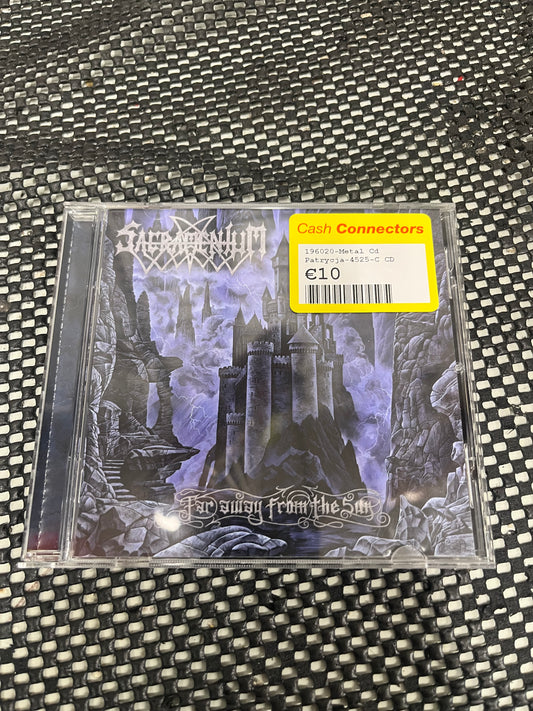 SACRAMENTUM
Cash Connectors
196020-Metal Cd
Patrycja-4525-C CD
€10
Far away from the Sun